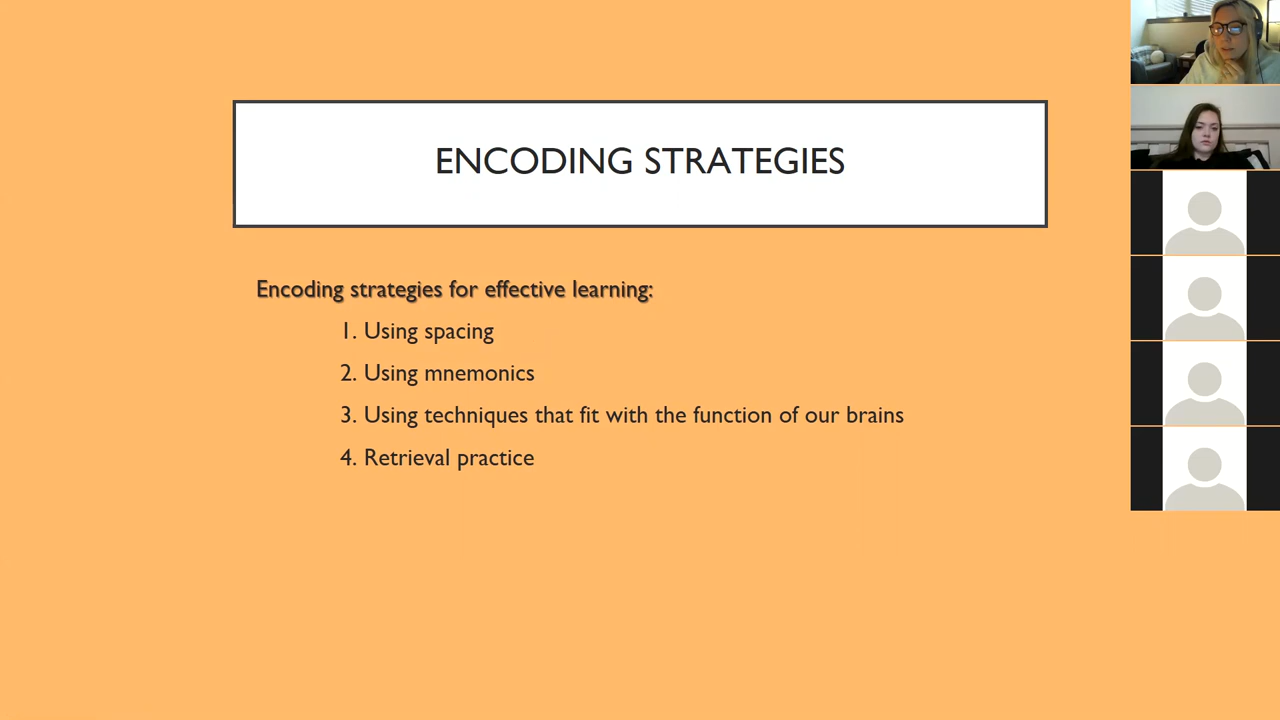 ENCODING STRATEGIES
Encoding strategies for effective learning:
1. Using spacing
2. Using mnemonics
3. Using techniques that fit with the function of our brains
4. Retrieval practice